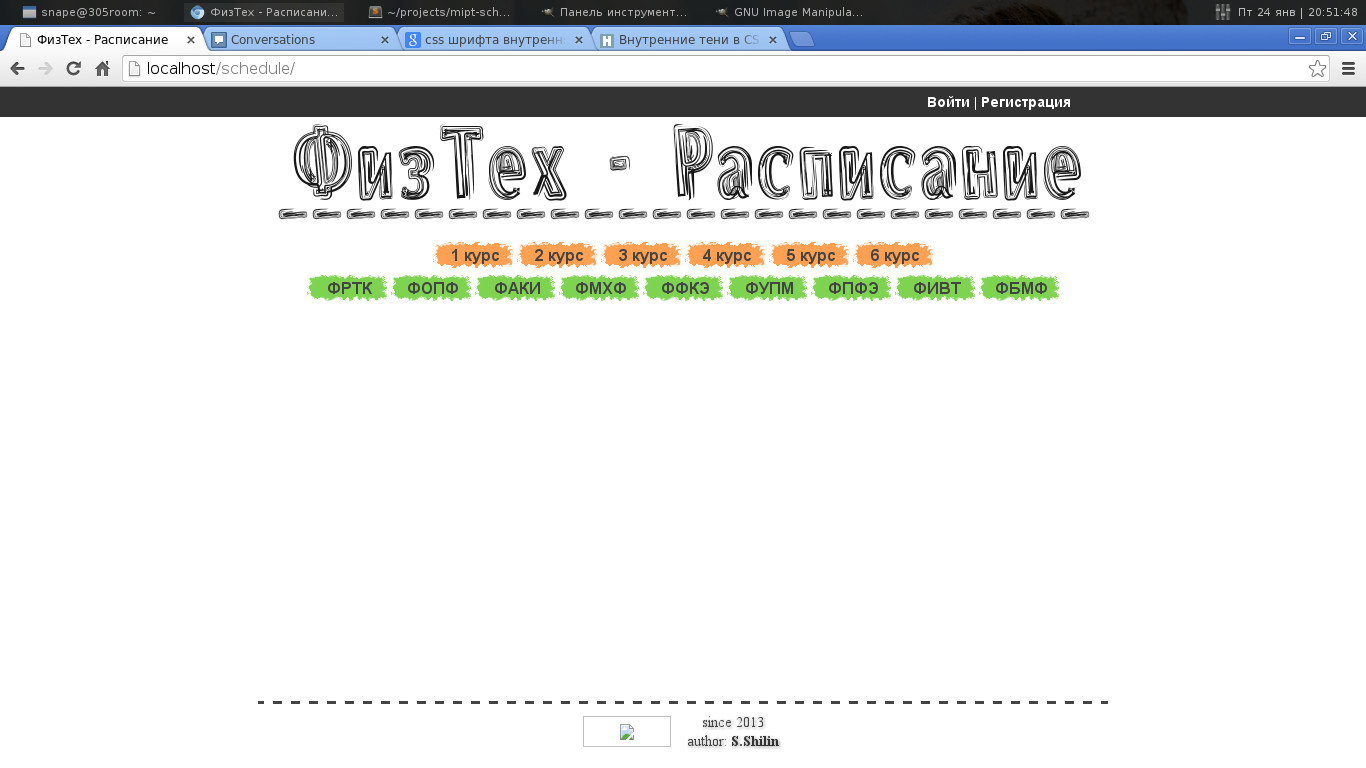 snape@305room: ~ ФизТех - Расписани... ~/projects/mipt-sch... Панель инструмент... GNU Image Manipula... Пт 24 янв | 20:51:48
ФизТех - Расписание Conversations css шрифта внутренн Внутренние тени в CS
localhost/schedule/
Войти | Регистрация
ФизТех - Расписание
1 курс 2 курс 3 курс 4 курс 5 курс 6 курс
ФРТК ФОПФ ФАКИ ФМХФ ФФКЭ ФУПМ ФПФЭ ФИВТ ФБМФ
since 2013
author: S.Shilin